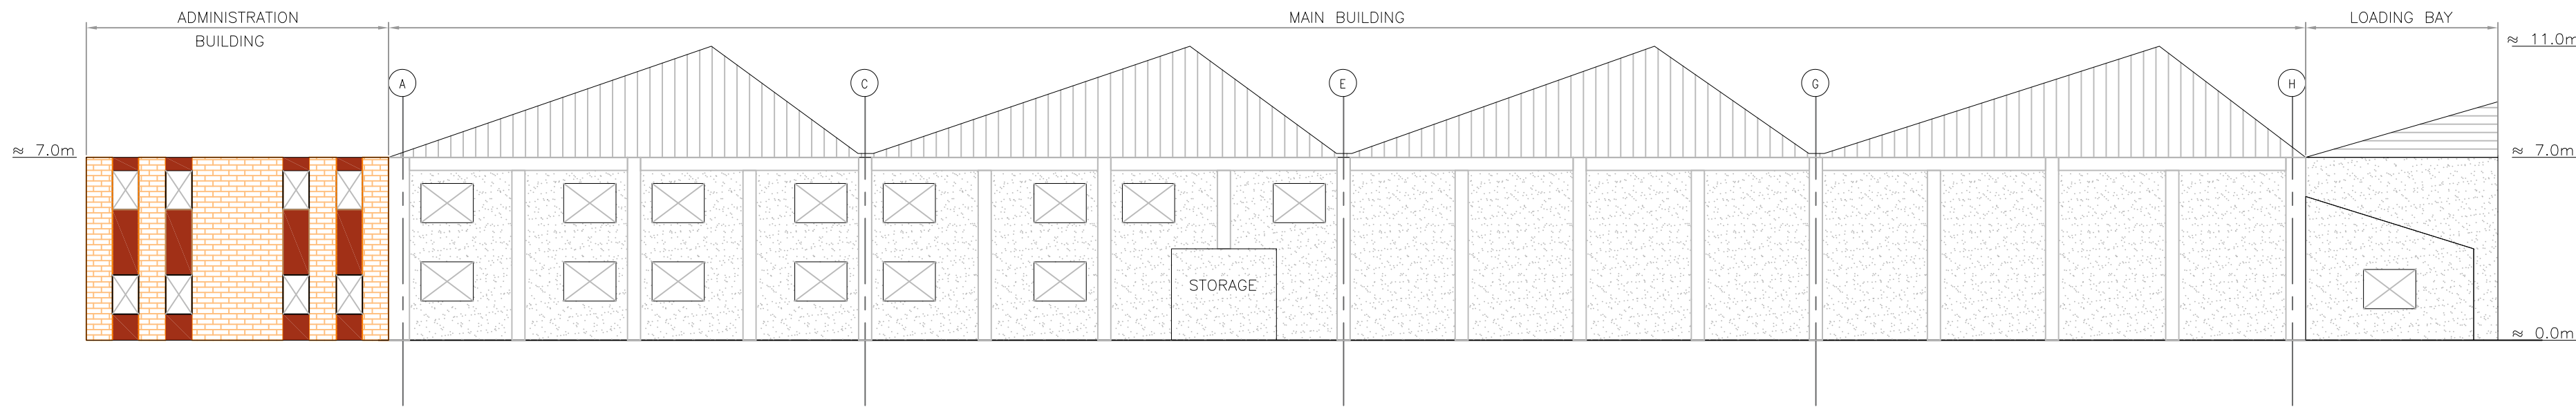 ADMINISTRATION
BUILDING
MAIN BUILDING
LOADING BAY
≈ 11.0m
A
C
E
G
H
≈ 7.0m
≈ 7.0m
STORAGE
≈ 0.0m